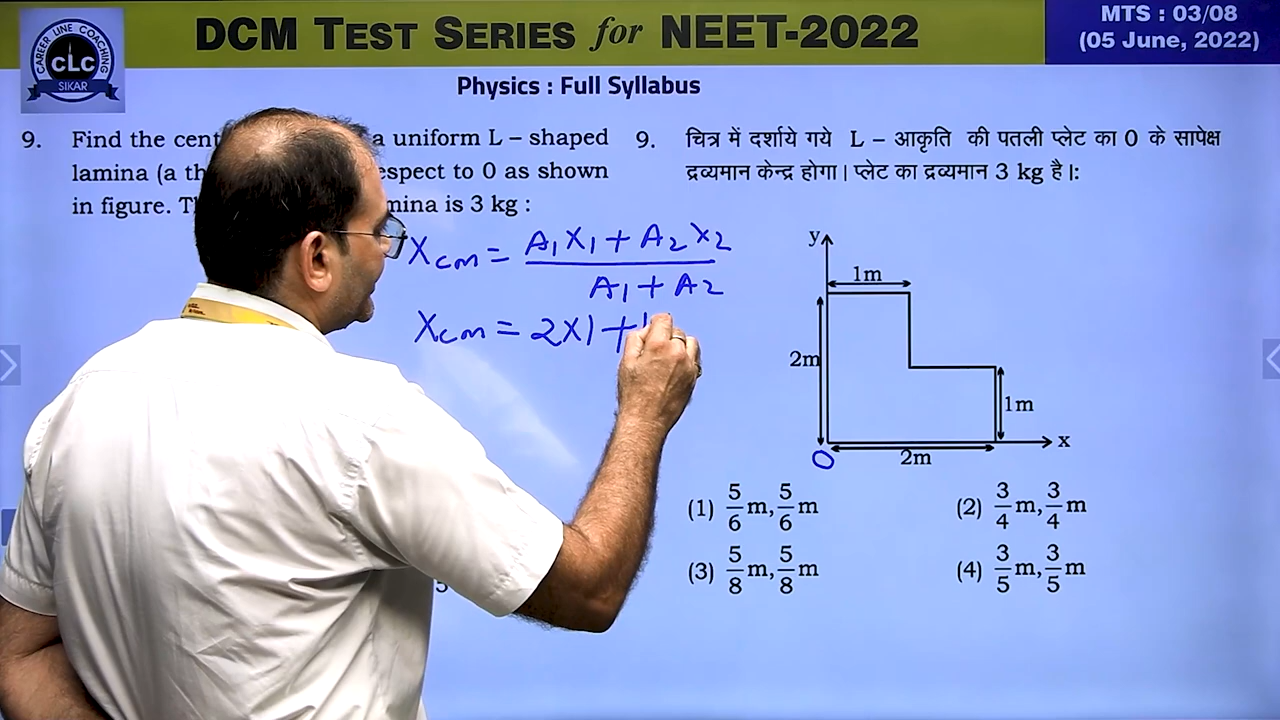 DCM TEST SERIES for NEET-2022
MTS : 03/08
(05 June, 2022)
CAREER LINE COACHING
CLC
SIKAR
Physics : Full Syllabus
9. Find the cent a uniform L – shaped
lamina (a th espect to 0 as shown
in figure. T mina is 3 kg :
9. चित्र में दर्शाये गये L – आकृति की पतली प्लेट का 0 के सापेक्ष
द्रव्यमान केन्द्र होगा। प्लेट का द्रव्यमान 3 kg है।:
Xcm = A1X1 + A2X2
A1 + A2
Xcm = 2X1 +
y
1m
2m
1m
x
O
2m
(1) 5/6 m, 5/6 m
(2) 3/4 m, 3/4 m
(3) 5/8 m, 5/8 m
(4) 3/5 m, 3/5 m